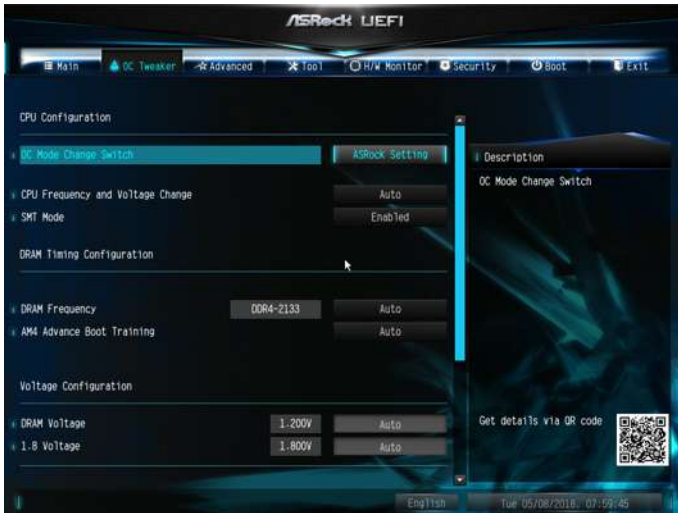 ASRock UEFI
Main OC Tweaker Advanced Tool H/W Monitor Security Boot Exit
CPU Configuration
OC Mode Change Switch ASRock Setting
CPU Frequency and Voltage Change Auto
SMT Mode Enabled
DRAM Timing Configuration
DRAM Frequency DDR4-2133 Auto
AM4 Advance Boot Training Auto
Voltage Configuration
DRAM Voltage 1.200V Auto
1.8 Voltage 1.800V Auto
Description
OC Mode Change Switch
Get details via QR code
English Tue 05/08/2018, 07:59:45